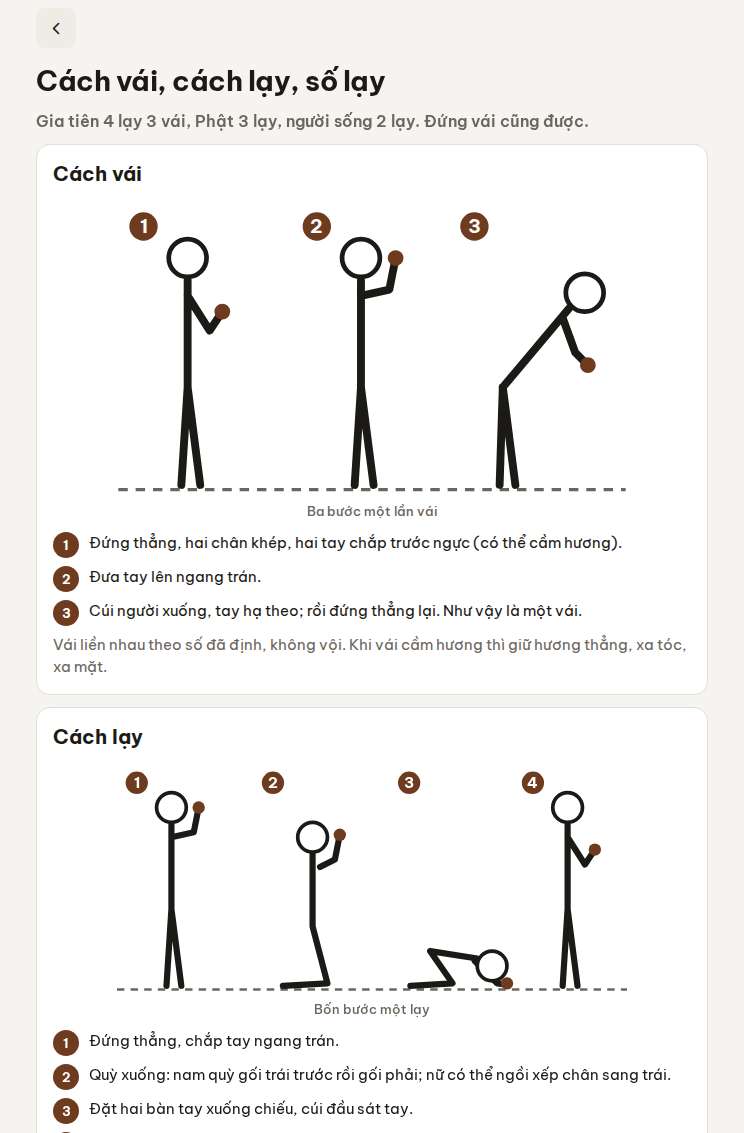 Cách vái, cách lạy, số lạy
Gia tiên 4 lạy 3 vái, Phật 3 lạy, người sống 2 lạy. Đứng vái cũng được.
Cách vái
1 2 3
Ba bước một lần vái
1 Đứng thẳng, hai chân khép, hai tay chắp trước ngực (có thể cầm hương).
2 Đưa tay lên ngang trán.
3 Cúi người xuống, tay hạ theo; rồi đứng thẳng lại. Như vậy là một vái.
Vái liền nhau theo số đã định, không vội. Khi vái cầm hương thì giữ hương thẳng, xa tóc,
xa mặt.
Cách lạy
1 2 3 4
Bốn bước một lạy
1 Đứng thẳng, chắp tay ngang trán.
2 Quỳ xuống: nam quỳ gối trái trước rồi gối phải; nữ có thể ngồi xếp chân sang trái.
3 Đặt hai bàn tay xuống chiếu, cúi đầu sát tay.